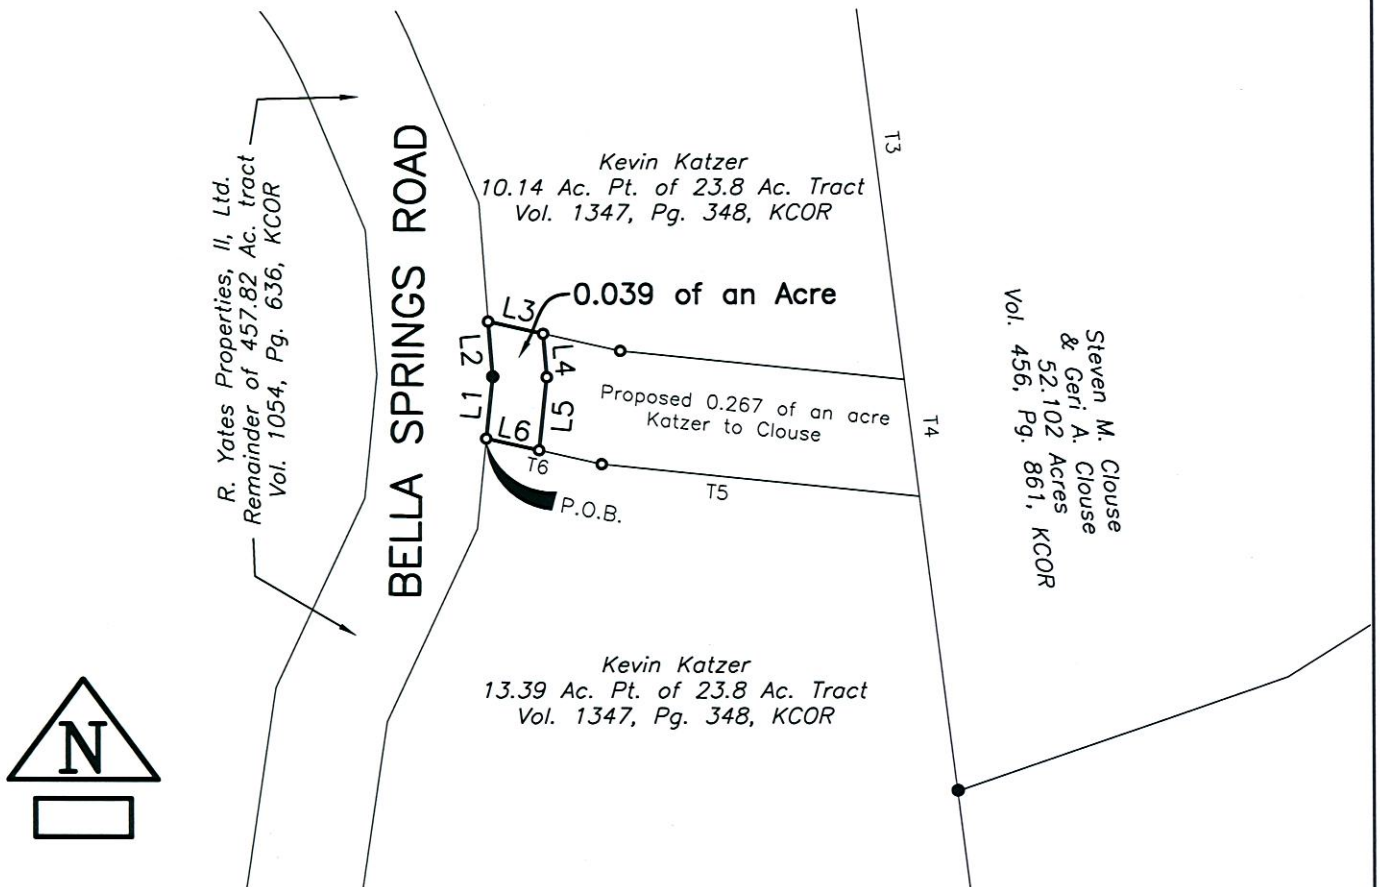 T3
Kevin Katzer
10.14 Ac. Pt. of 23.8 Ac. Tract
Vol. 1347, Pg. 348, KCOR
R. Yates Properties, II, Ltd.
Remainder of 457.82 Ac. tract
Vol. 1054, Pg. 636, KCOR
BELLA SPRINGS ROAD
0.039 of an Acre
L3
L2
L4
L1
L5
L6
T6
P.O.B.
Proposed 0.267 of an acre
Katzer to Clouse
T4
T5
Steven M. Clouse
& Geri A. Clouse
52.102 Acres
Vol. 456, Pg. 861, KCOR
Kevin Katzer
13.39 Ac. Pt. of 23.8 Ac. Tract
Vol. 1347, Pg. 348, KCOR
N